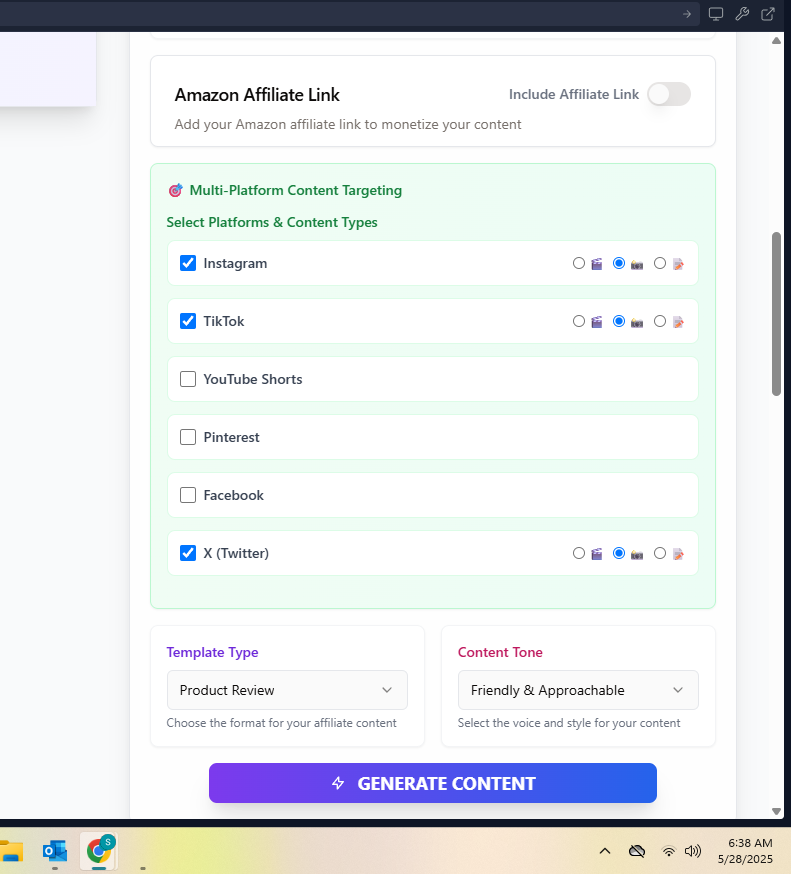 Amazon Affiliate Link
Include Affiliate Link
Add your Amazon affiliate link to monetize your content
Multi-Platform Content Targeting
Select Platforms & Content Types
Instagram
TikTok
YouTube Shorts
Pinterest
Facebook
X (Twitter)
Template Type
Product Review
Choose the format for your affiliate content
Content Tone
Friendly & Approachable
Select the voice and style for your content
GENERATE CONTENT
S
6:38 AM
5/28/2025